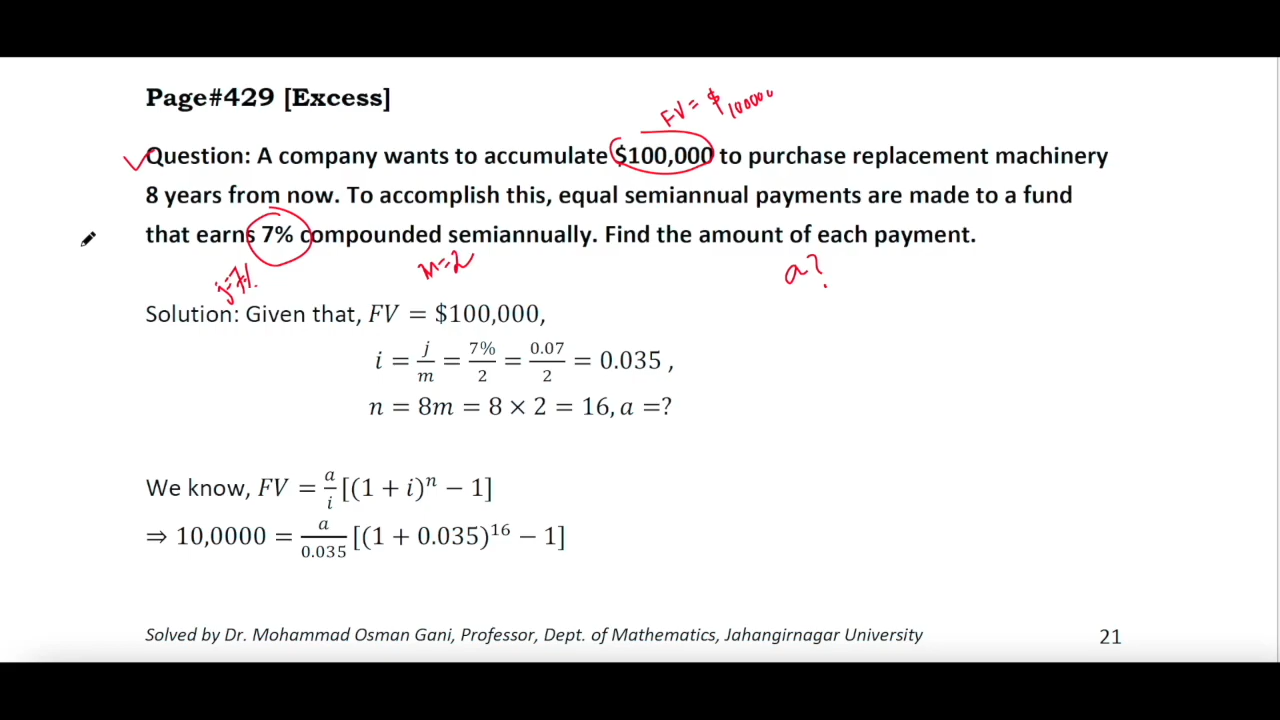 Page#429 [Excess]
FV = $100000
Question: A company wants to accumulate $100,000 to purchase replacement machinery
8 years from now. To accomplish this, equal semiannual payments are made to a fund
that earns 7% compounded semiannually. Find the amount of each payment.
j=7%
m=2
a?
Solution: Given that, FV = $100,000,
i = j/m = 7%/2 = 0.07/2 = 0.035 ,
n = 8m = 8 × 2 = 16, a =?
We know, FV = a/i [(1 + i)ⁿ − 1]
⇒ 10,0000 = a/0.035 [(1 + 0.035)¹⁶ − 1]
Solved by Dr. Mohammad Osman Gani, Professor, Dept. of Mathematics, Jahangirnagar University
21